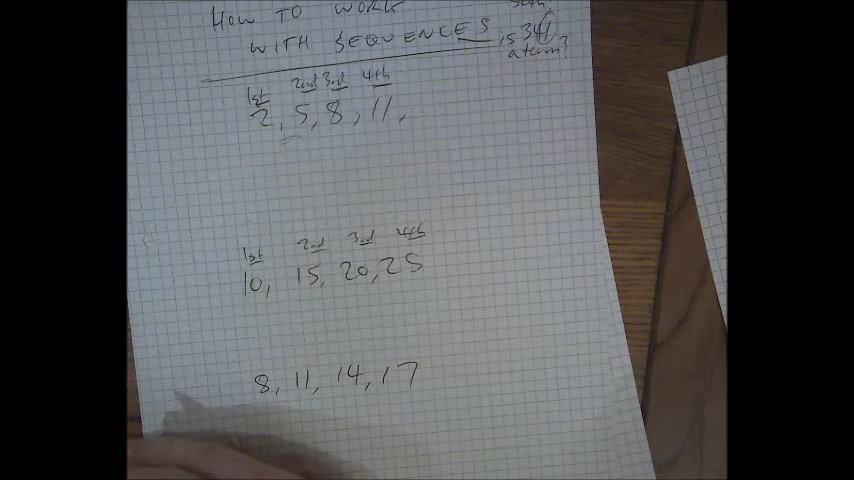 HOW TO WORK
WITH SEQUENCES
is 341
a term?
1st 2nd 3rd 4th
2, 5, 8, 11,
1st 2nd 3rd 4th
10, 15, 20, 25
8, 11, 14, 17